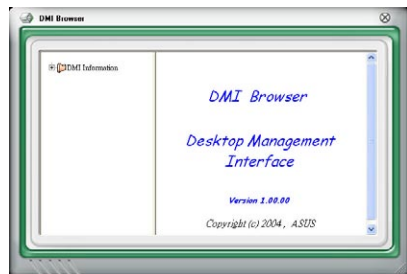 DMI Browser
DMI Information
DMI Browser
Desktop Management
Interface
Version 1.00.00
Copyright (c) 2004 , ASUS